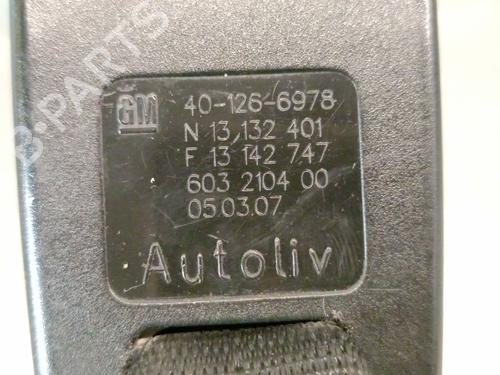 B-PARTS
GM 40-126-6978
N 13 132 401
F 13 142 747
603 2104 00
05.03.07
Autoliv